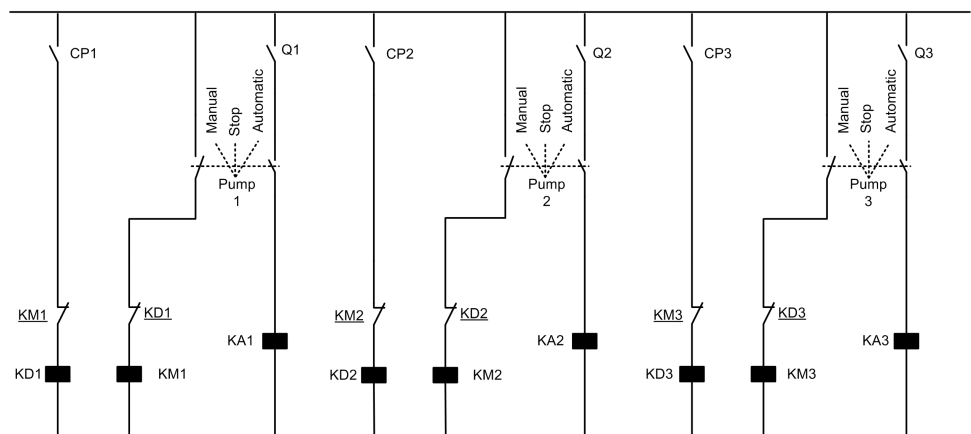 CP1
Q1
CP2
Q2
CP3
Q3
Manual
Stop
Automatic
Manual
Stop
Automatic
Manual
Stop
Automatic
Pump
1
Pump
2
Pump
3
KM1
KD1
KM2
KD2
KM3
KD3
KA1
KA2
KA3
KD1
KM1
KD2
KM2
KD3
KM3